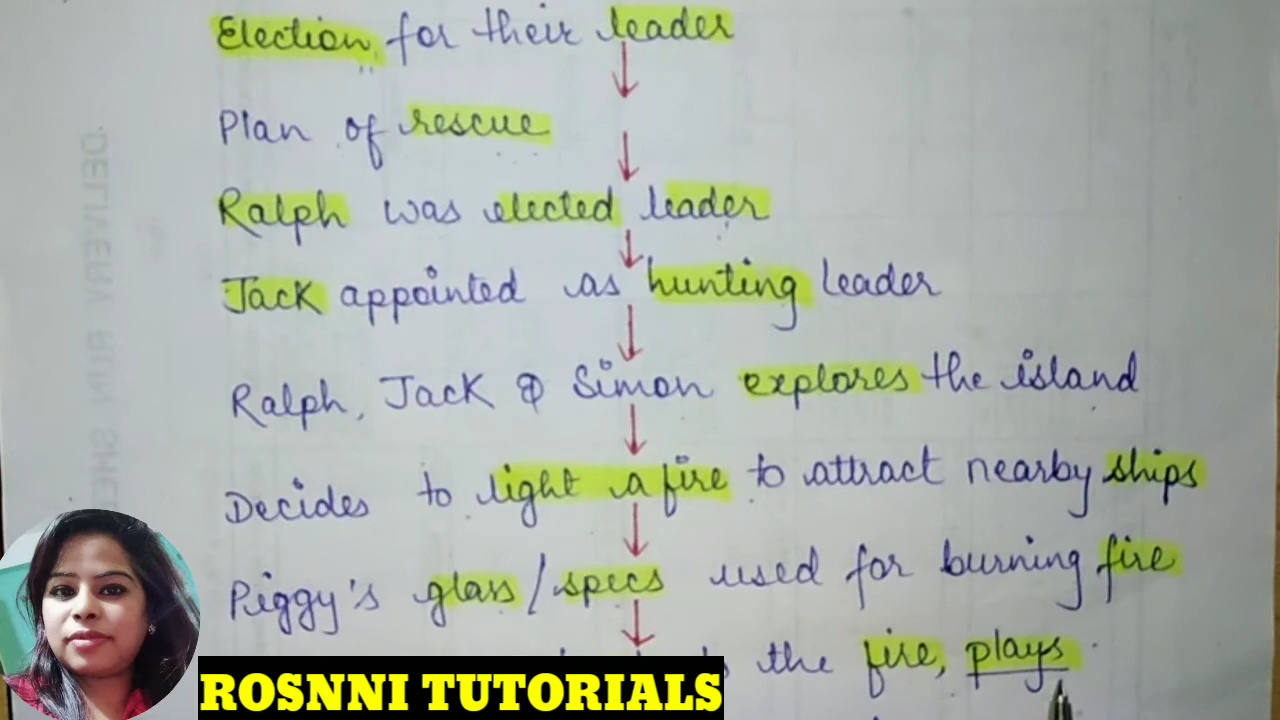 Election, for their leader
Plan of rescue
Ralph was elected leader
Jack appointed as hunting leader
Ralph, Jack & Simon explores the island
Decides to light a fire to attract nearby ships
Piggy's glass/specs used for burning fire
the fire, plays
ROSNNI TUTORIALS